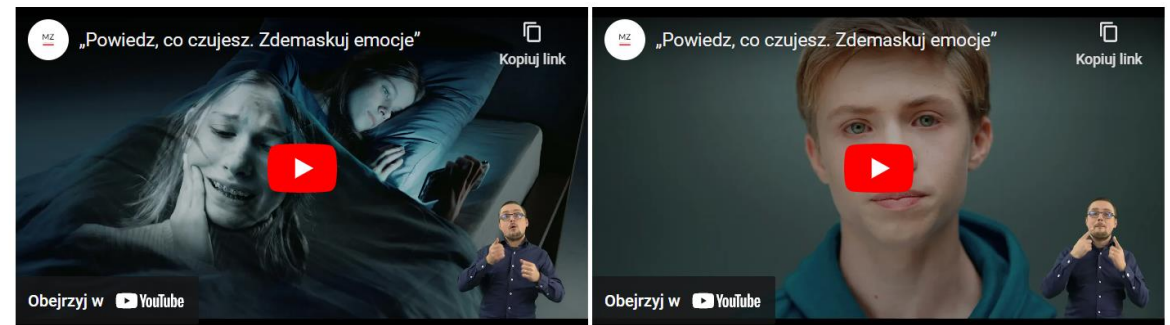 MZ
„Powiedz, co czujesz. Zdemaskuj emocje”
Kopiuj link
Obejrzyj w YouTube
MZ
„Powiedz, co czujesz. Zdemaskuj emocje”
Kopiuj link
Obejrzyj w YouTube